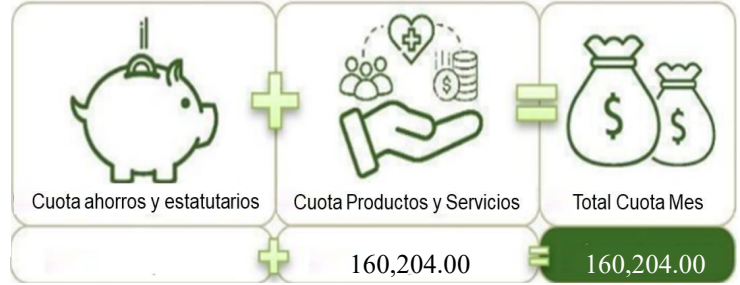 $
$ $
Cuota ahorros y estatutarios Cuota Productos y Servicios Total Cuota Mes
160,204.00 160,204.00